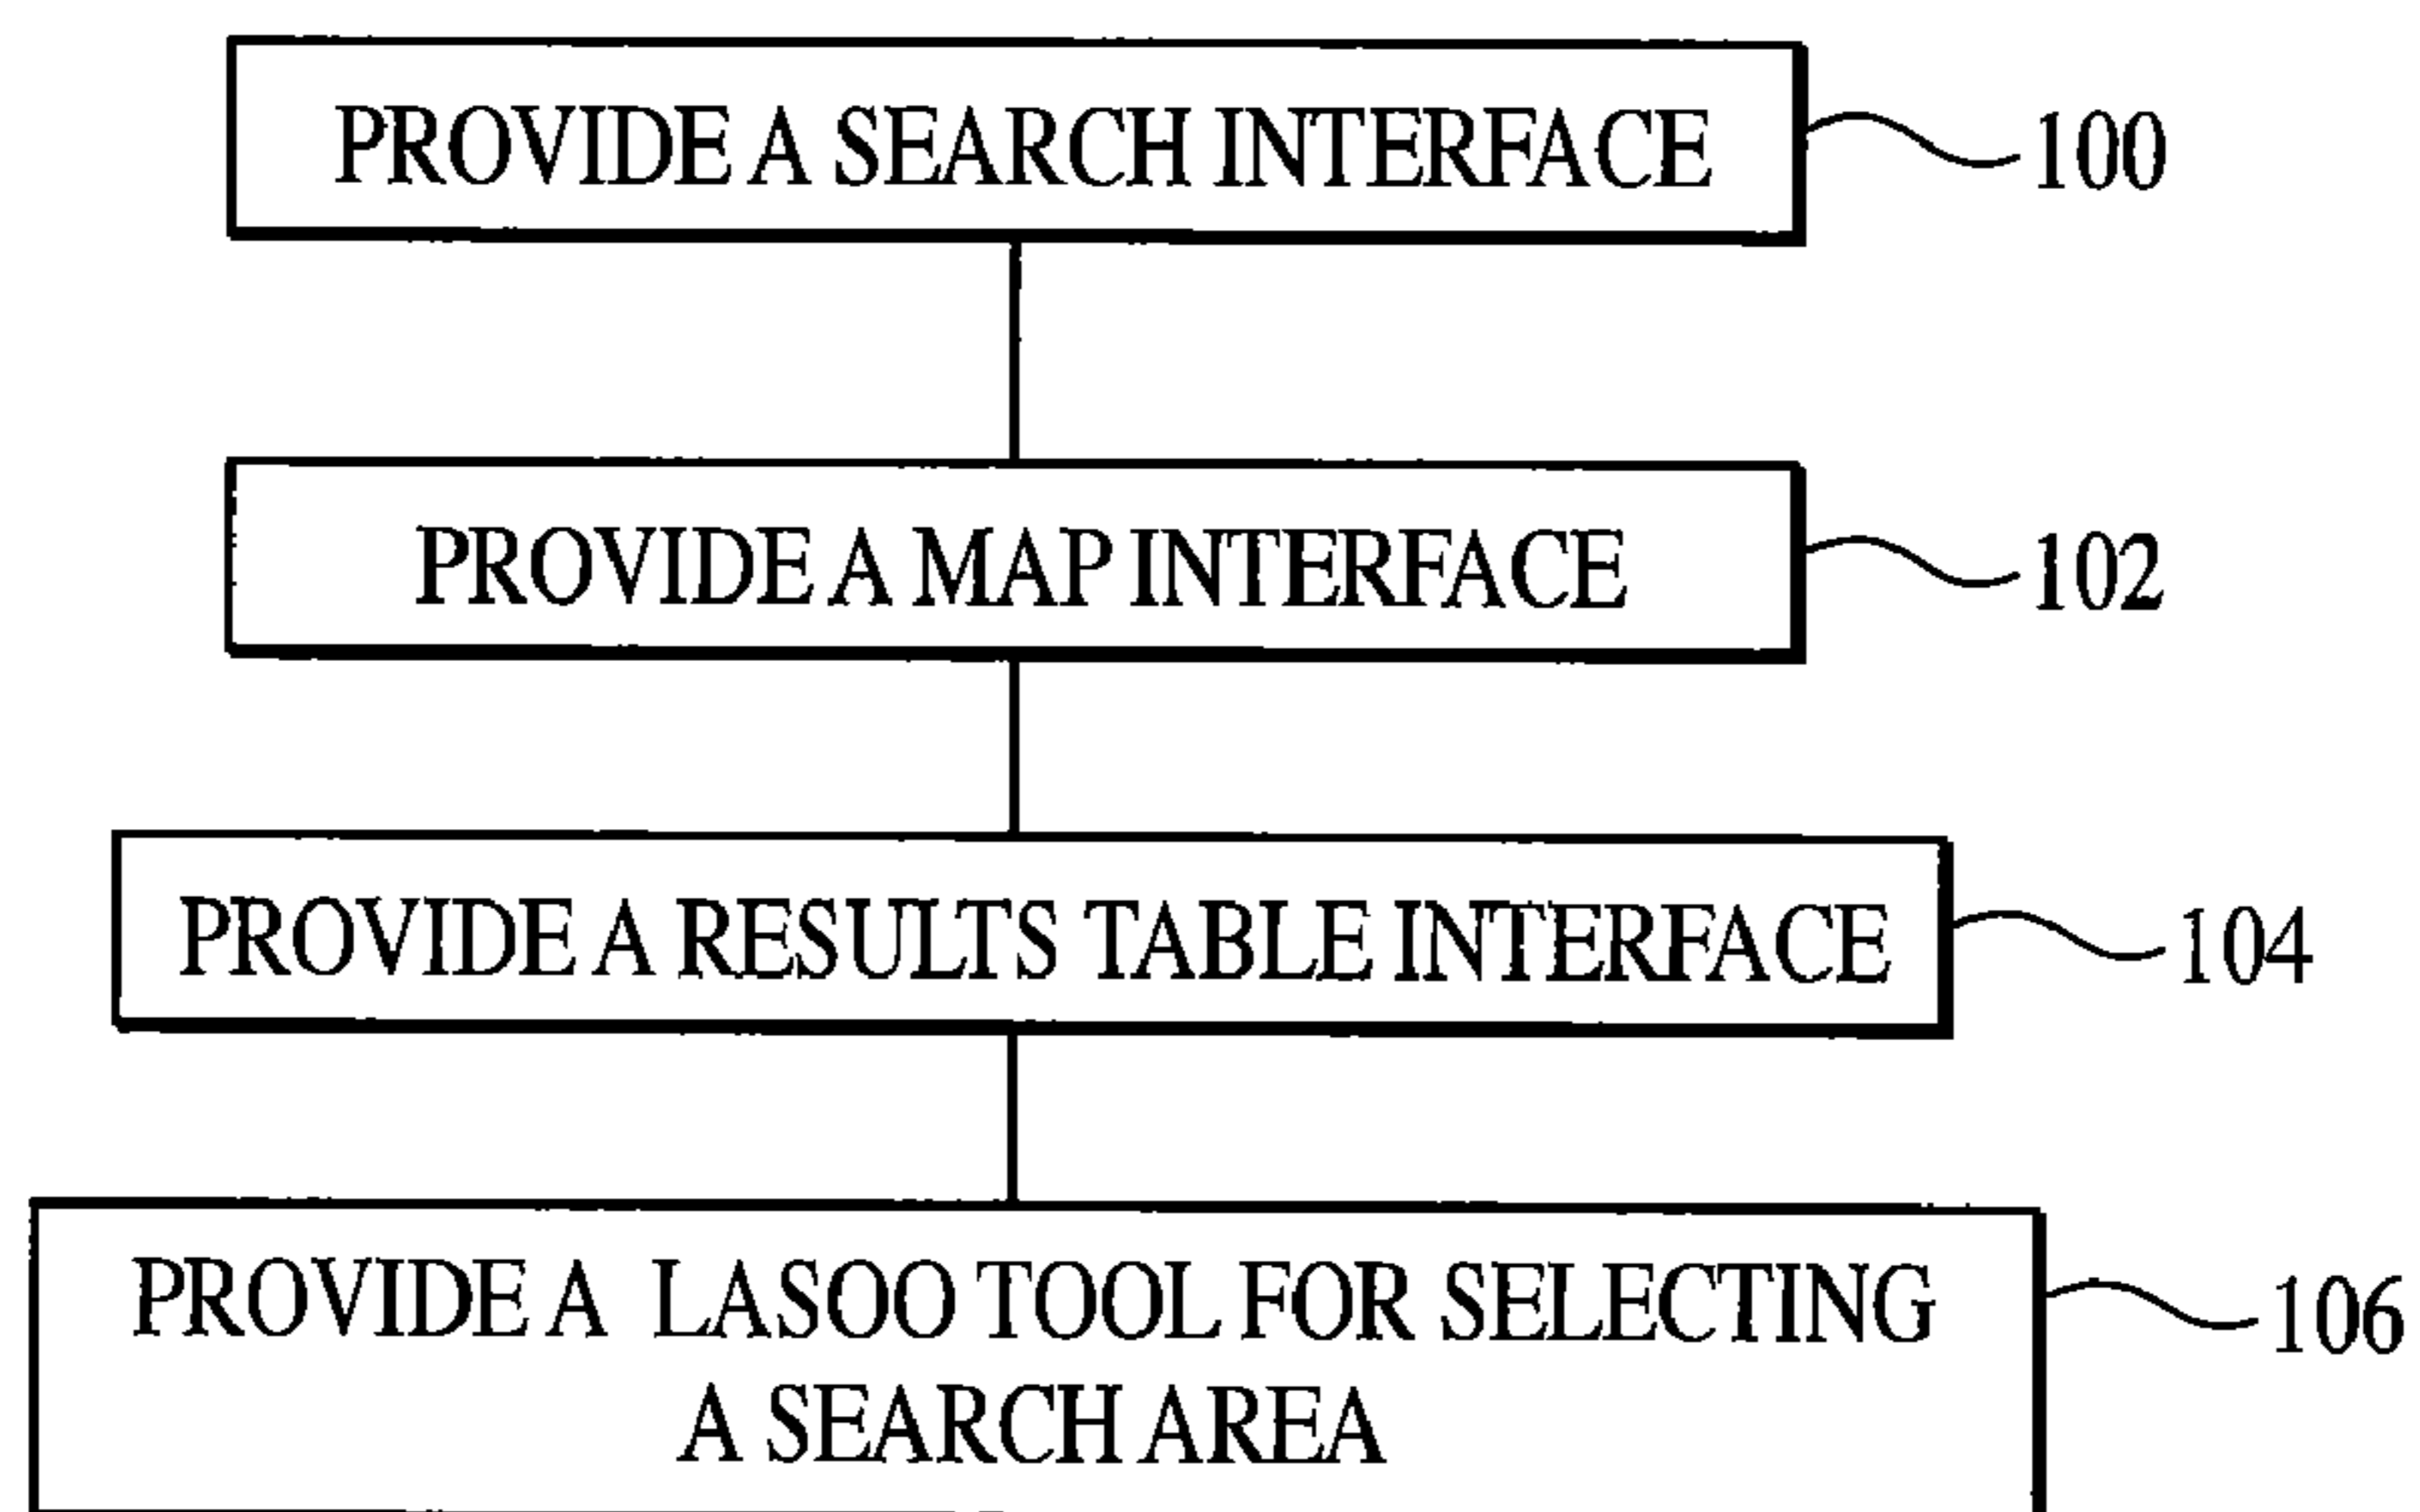 PROVIDE A SEARCH INTERFACE
100
PROVIDE A MAP INTERFACE
102
PROVIDE A RESULTS TABLE INTERFACE
104
PROVIDE A LASOO TOOL FOR SELECTING
106
A SEARCH AREA